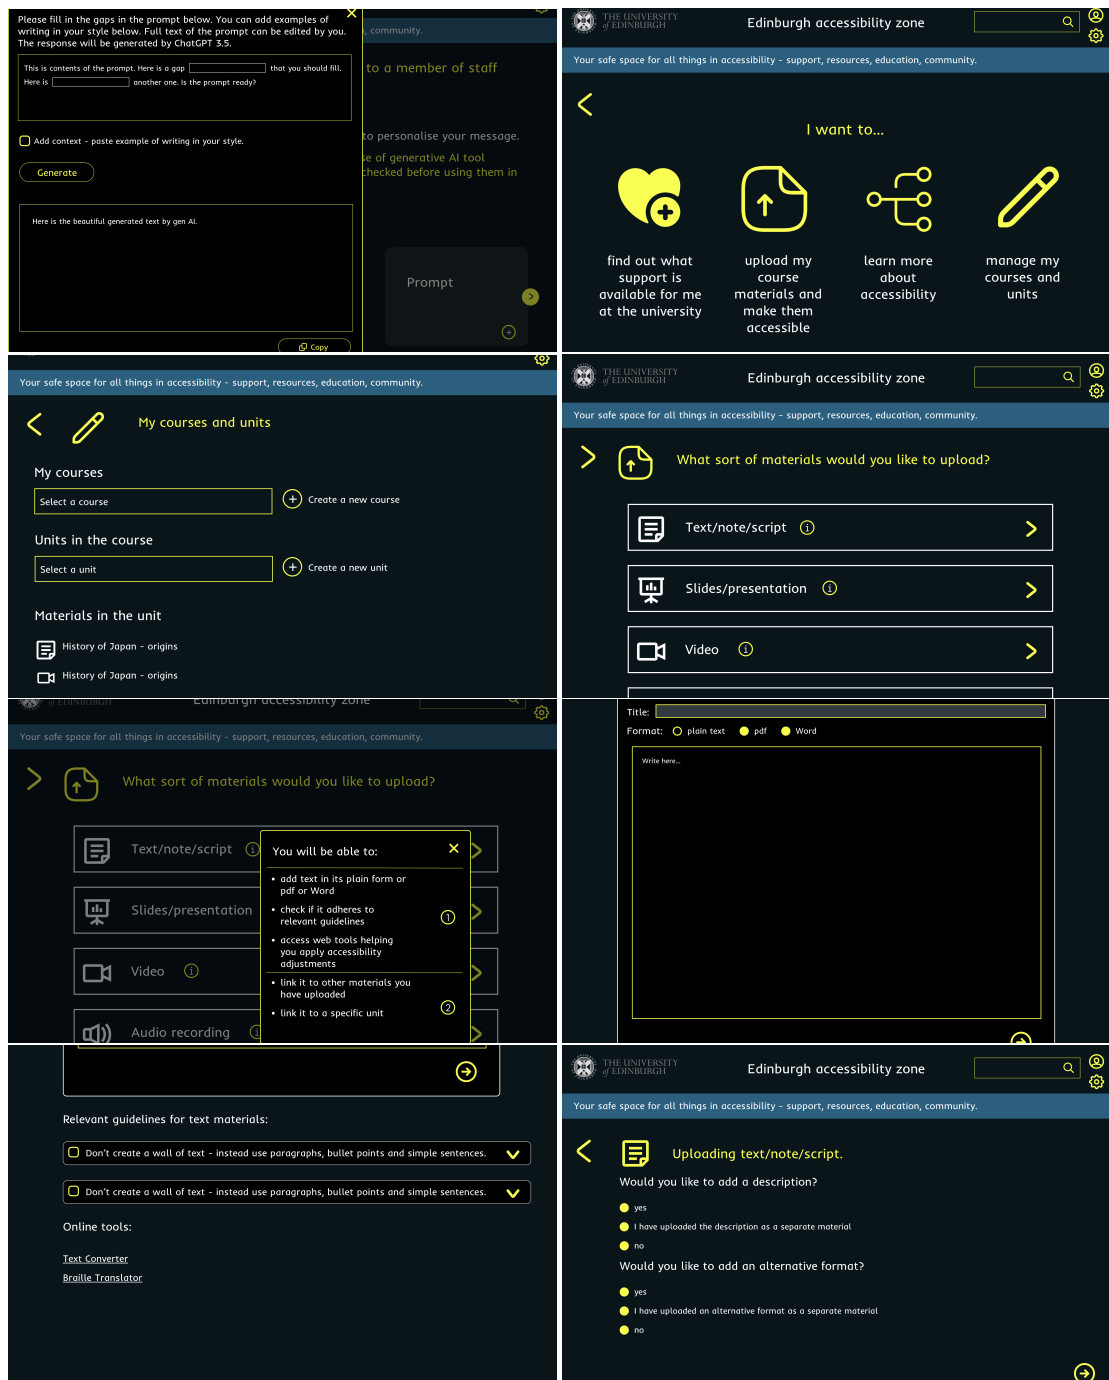 Please fill in the gaps in the prompt below. You can add examples of
writing in your style below. Full text of the prompt can be edited by you.
The response will be generated by ChatGPT 3.5.
This is contents of the prompt. Here is a gap that you should fill.
Here is another one. Is the prompt ready?
Add context - paste example of writing in your style.
Generate
Here is the beautiful generated text by gen AI.
Copy
, community.
to a member of staff
to personalise your message.
se of generative AI tool
checked before using them in
Prompt
THE UNIVERSITY
of EDINBURGH
Edinburgh accessibility zone
Your safe space for all things in accessibility - support, resources, education, community.
I want to...
find out what
support is
available for me
at the university
upload my
course
materials and
make them
accessible
learn more
about
accessibility
manage my
courses and
units
Your safe space for all things in accessibility - support, resources, education, community.
My courses and units
My courses
Select a course
Create a new course
Units in the course
Select a unit
Create a new unit
Materials in the unit
History of Japan - origins
History of Japan - origins
THE UNIVERSITY
of EDINBURGH
Edinburgh accessibility zone
Your safe space for all things in accessibility - support, resources, education, community.
What sort of materials would you like to upload?
Text/note/script
Slides/presentation
Video
of EDINBURGH
Edinburgh accessibility zone
Your safe space for all things in accessibility - support, resources, education, community.
What sort of materials would you like to upload?
Text/note/script
Slides/presentation
Video
Audio recording
You will be able to:
• add text in its plain form or
pdf or Word
• check if it adheres to
relevant guidelines
• access web tools helping
you apply accessibility
adjustments
1
• link it to other materials you
have uploaded
• link it to a specific unit
2
Title:
Format: plain text pdf Word
Write here...
Relevant guidelines for text materials:
Don't create a wall of text - instead use paragraphs, bullet points and simple sentences.
Don't create a wall of text - instead use paragraphs, bullet points and simple sentences.
Online tools:
Text Converter
Braille Translator
THE UNIVERSITY
of EDINBURGH
Edinburgh accessibility zone
Your safe space for all things in accessibility - support, resources, education, community.
Uploading text/note/script.
Would you like to add a description?
yes
I have uploaded the description as a separate material
no
Would you like to add an alternative format?
yes
I have uploaded an alternative format as a separate material
no